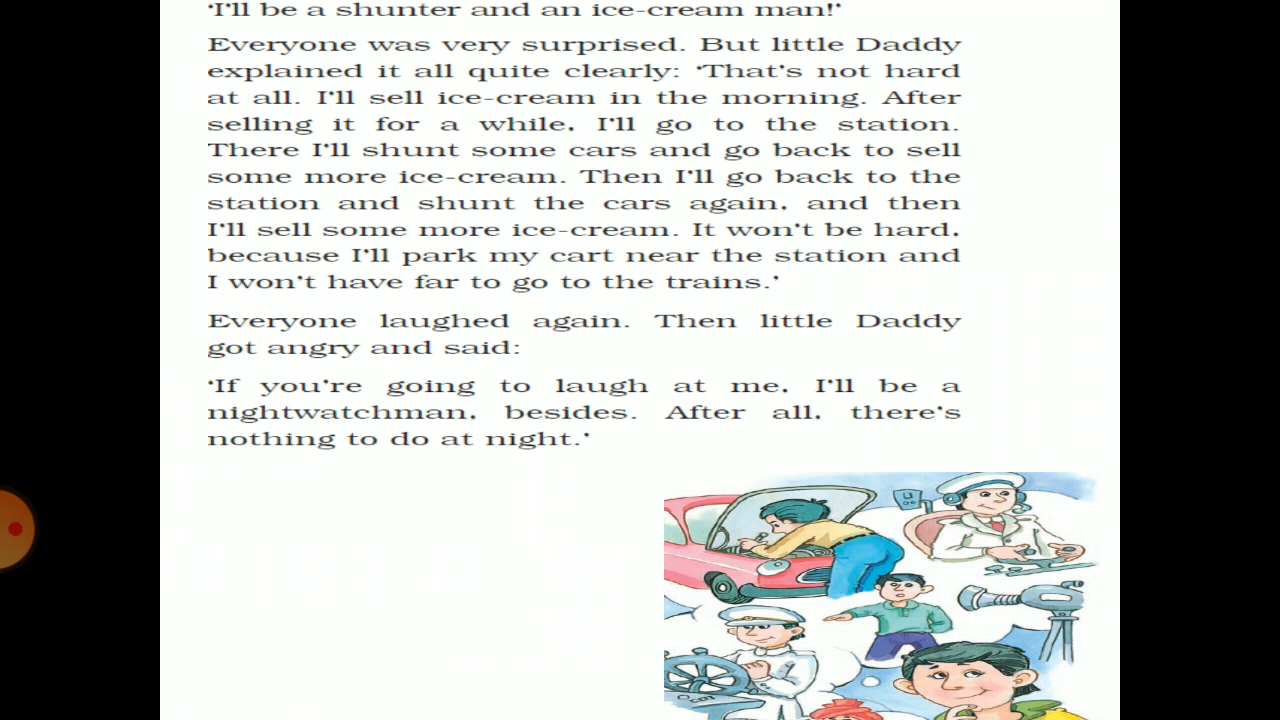 'I'll be a shunter and an ice-cream man!'
Everyone was very surprised. But little Daddy
explained it all quite clearly: 'That's not hard
at all. I'll sell ice-cream in the morning. After
selling it for a while, I'll go to the station.
There I'll shunt some cars and go back to sell
some more ice-cream. Then I'll go back to the
station and shunt the cars again, and then
I'll sell some more ice-cream. It won't be hard,
because I'll park my cart near the station and
I won't have far to go to the trains.'
Everyone laughed again. Then little Daddy
got angry and said:
'If you're going to laugh at me, I'll be a
nightwatchman, besides. After all, there's
nothing to do at night.'